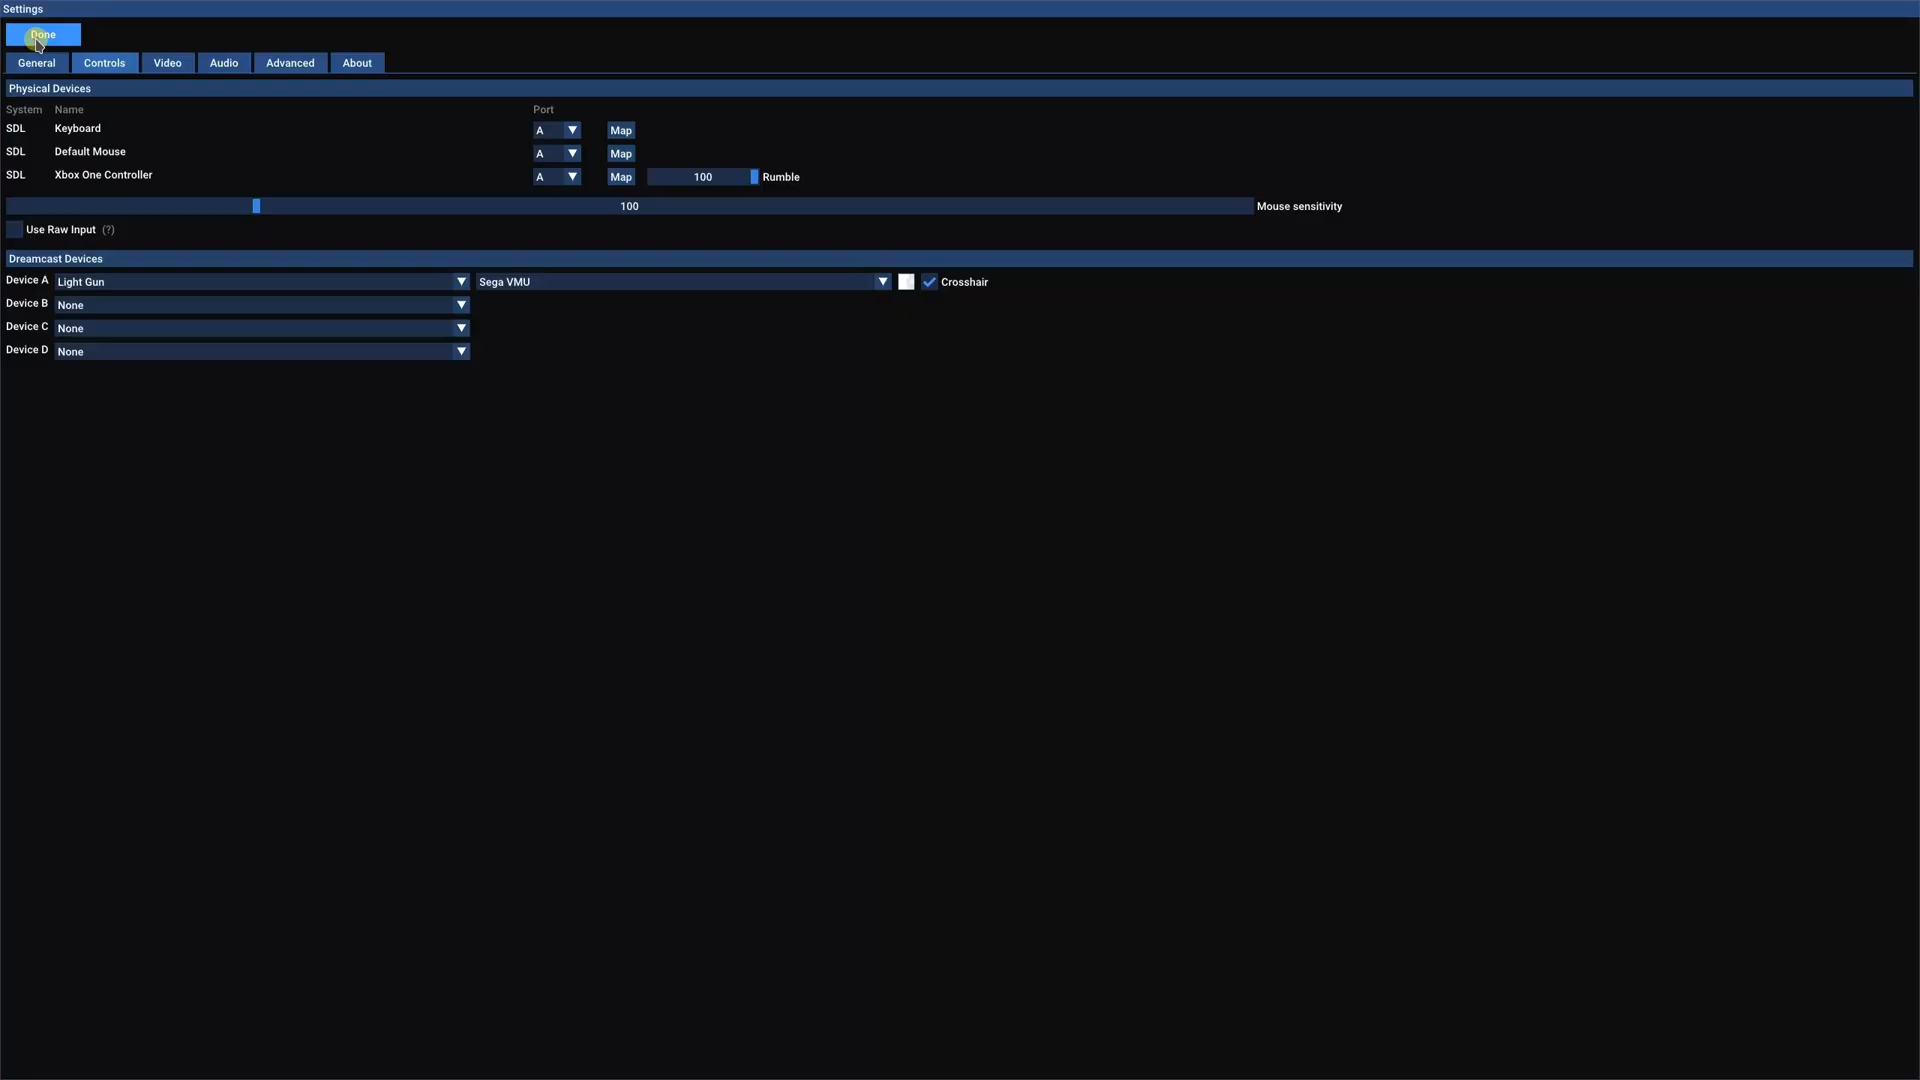 Settings
Done
General Controls Video Audio Advanced About
Physical Devices
System Name Port
SDL Keyboard A Map
SDL Default Mouse A Map
SDL Xbox One Controller A Map 100 Rumble
100 Mouse sensitivity
Use Raw Input (?)
Dreamcast Devices
Device A Light Gun Sega VMU Crosshair
Device B None
Device C None
Device D None